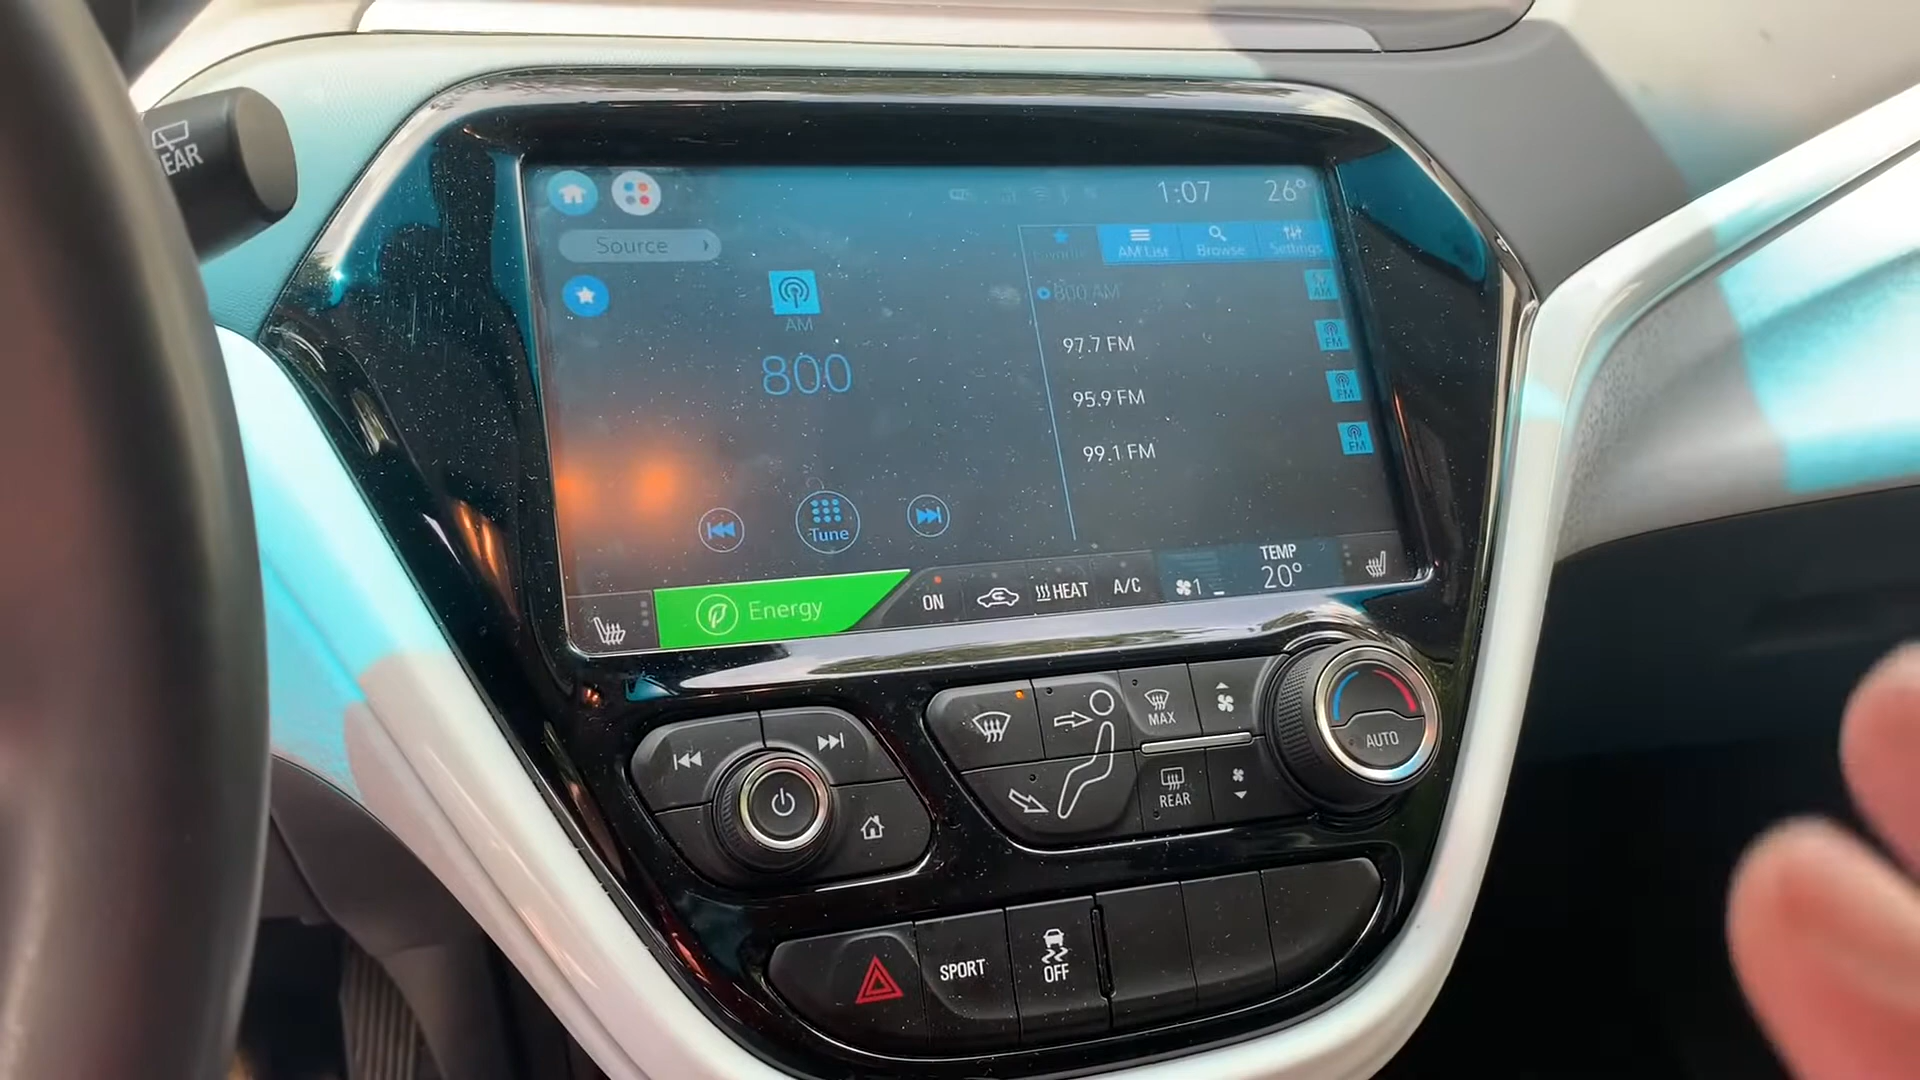 REAR
1:07
26°
Source
AM List
Browse
Settings
AM
800
800 AM
AM
97.7 FM
FM
95.9 FM
FM
99.1 FM
FM
Tune
Energy
ON
HEAT
A/C
1
TEMP
20°
MAX
AUTO
REAR
SPORT
OFF